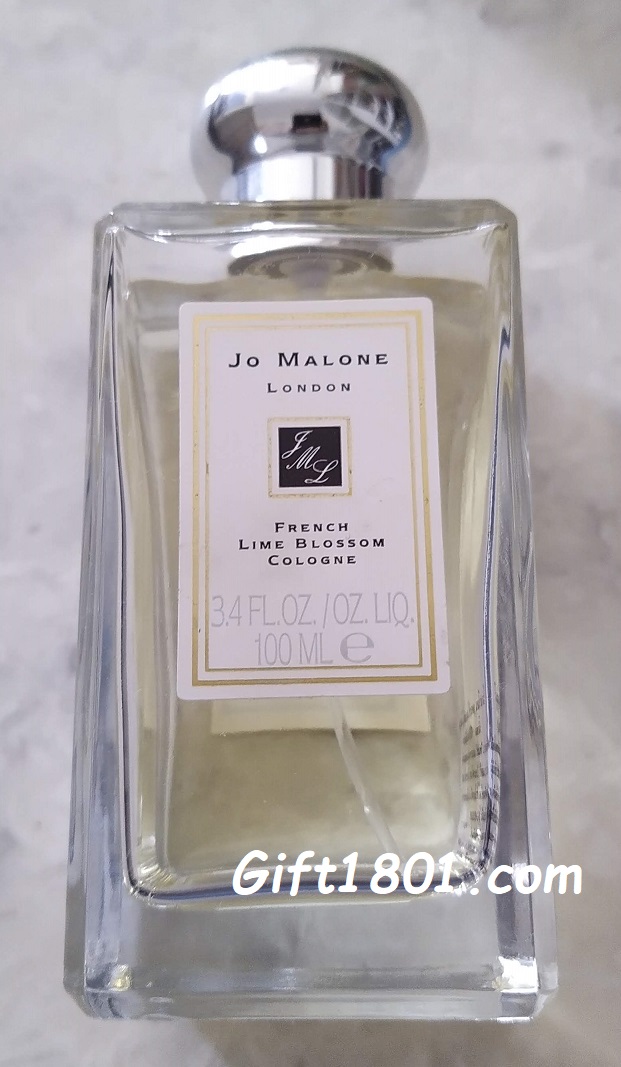 Jo Malone
London
JML
French
Lime Blossom
Cologne
3.4 FL.OZ./OZ. LIQ.
100 ML ℮
Gift1801.com